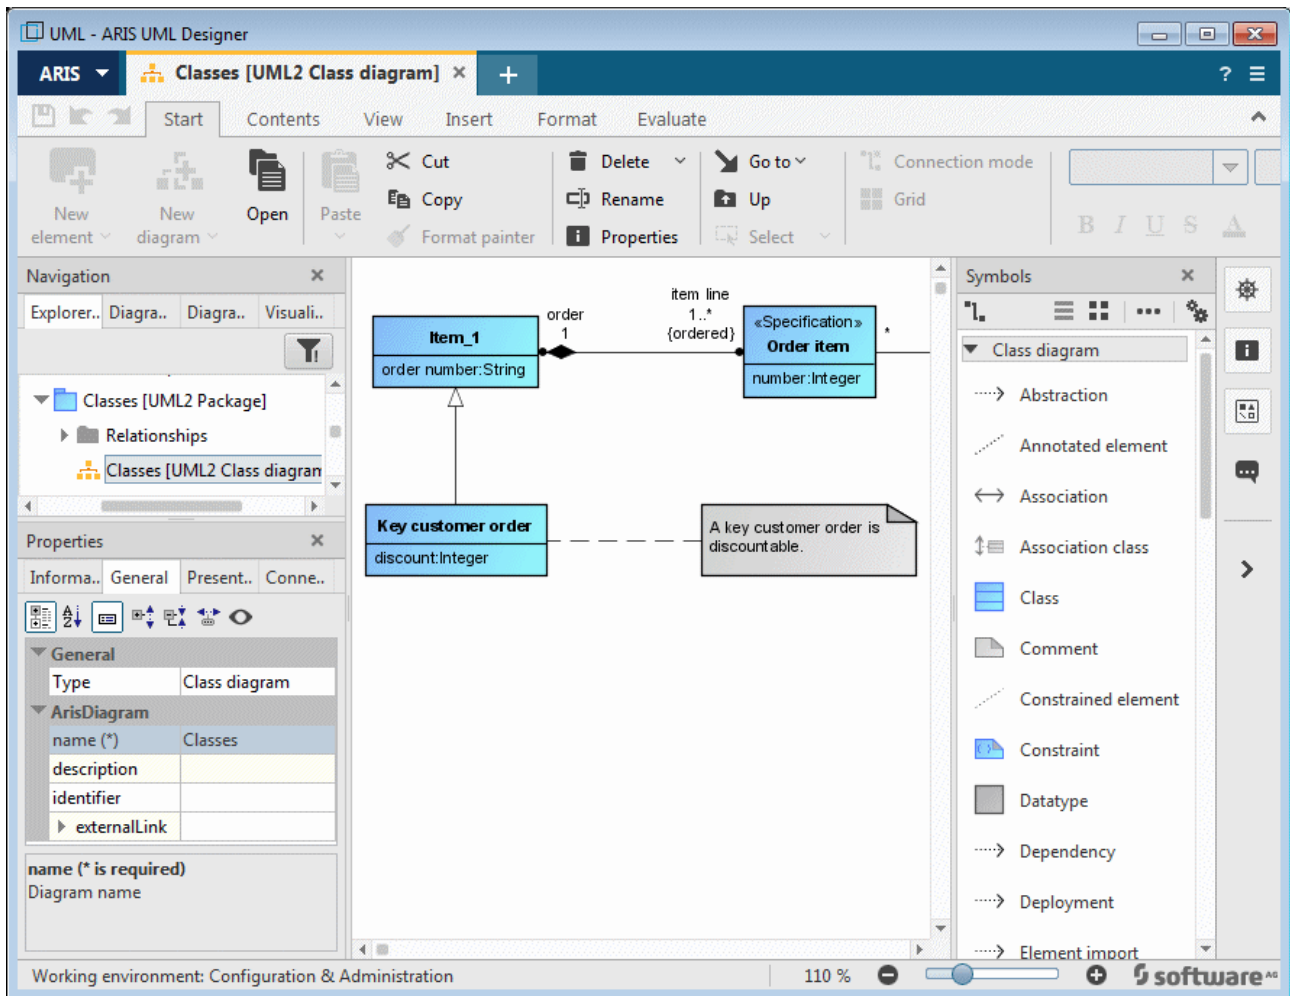 UML - ARIS UML Designer
ARIS
Classes [UML2 Class diagram]
?
Start Contents View Insert Format Evaluate
New element
New diagram
Open
Paste
Cut
Copy
Format painter
Delete
Rename
Properties
Go to
Up
Select
Connection mode
Grid
B I U S A
Navigation
Explorer.. Diagra.. Diagra.. Visuali..
Classes [UML2 Package]
Relationships
Classes [UML2 Class diagram
Properties
Informa.. General Present.. Conne..
General
Type Class diagram
ArisDiagram
name (*) Classes
description
identifier
externalLink
name (* is required)
Diagram name
Item_1
order number:String
order
1
item line
1..*
{ordered}
«Specification»
Order item
number:Integer
*
Key customer order
discount:Integer
A key customer order is
discountable.
Symbols
Class diagram
Abstraction
Annotated element
Association
Association class
Class
Comment
Constrained element
Constraint
Datatype
Dependency
Deployment
Element import
Working environment: Configuration & Administration
110 %
software AG